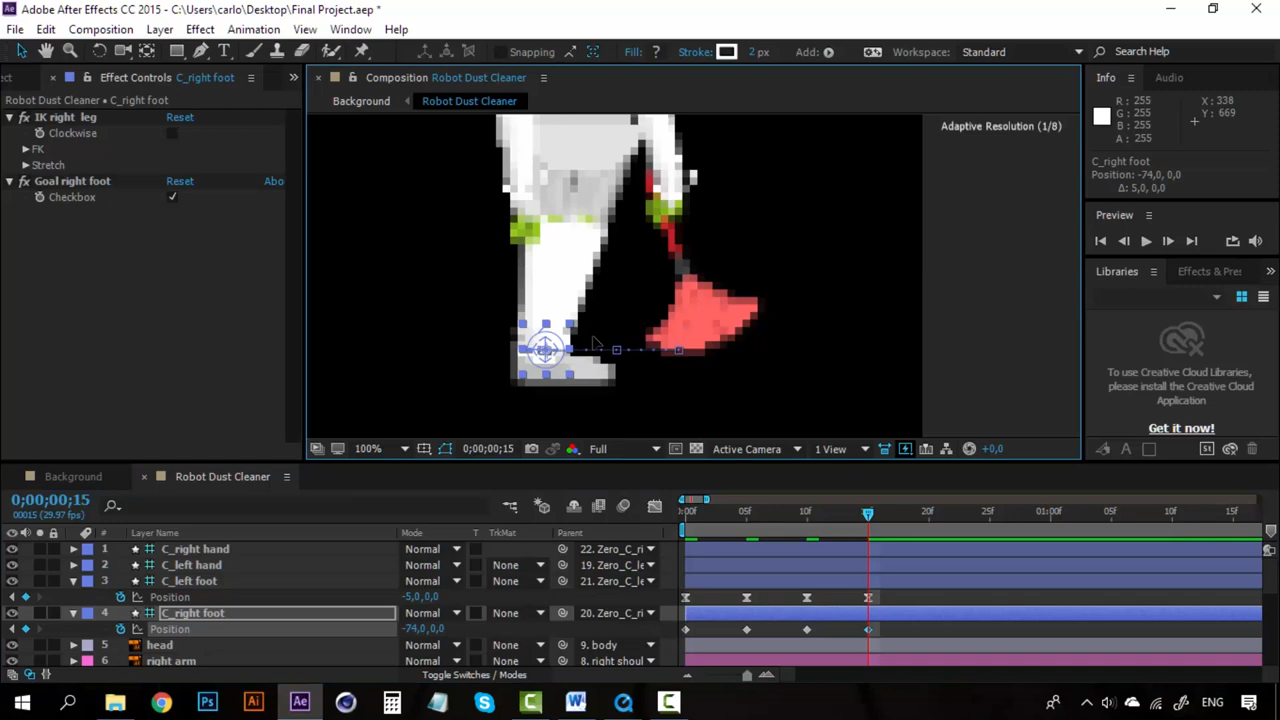 Adobe After Effects CC 2015 - C:\Users\carlo\Desktop\Final Project.aep *
File Edit Composition Layer Effect Animation View Window Help
Snapping Fill: ? Stroke: 2 px Add: Workspace: Standard Search Help
Effect Controls C_right foot
Robot Dust Cleaner • C_right foot
IK right leg Reset
Clockwise
FK
Stretch
Goal right foot Reset Abo
Checkbox
Composition Robot Dust Cleaner
Background Robot Dust Cleaner
Adaptive Resolution (1/8)
100% 0;00;00;15 Full Active Camera 1 View +0,0
Info Audio
R : 255 X : 338
G : 255 Y : 669
B : 255
A : 255
C_right foot
Position: -74,0, 0,0
Δ: 5,0, 0,0
Preview
Libraries Effects & Pres
To use Creative Cloud Libraries, please install the Creative Cloud Application
Get it now!
Background Robot Dust Cleaner
0;00;00;15
00015 (29.97 fps)
# Layer Name Mode T TrkMat Parent
:00f 05f 10f 15f 20f 25f 01:00f 05f 10f 15f
1 C_right hand Normal 22. Zero_C_ri
2 C_left hand Normal None 19. Zero_C_le
3 C_left foot Normal None 21. Zero_C_le
Position -5,0,0,0
4 C_right foot Normal None 20. Zero_C_ri
Position -74,0,0,0
5 head Normal None 9. body
6 right arm Normal None 8. right shoul
Toggle Switches / Modes
ENG